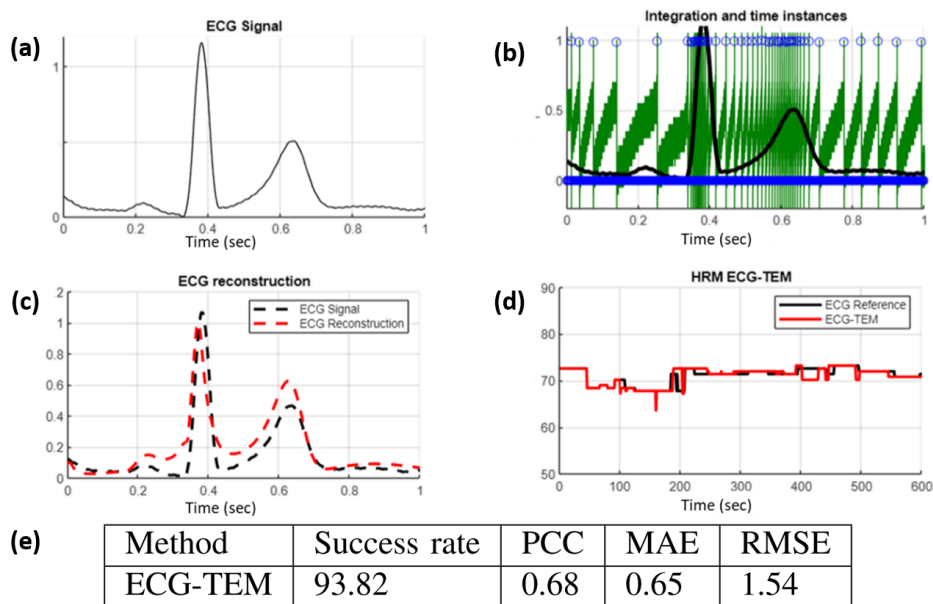 (a)
ECG Signal
1
0
0 0.2 0.4 0.6 0.8 1
Time (sec)
(b)
Integration and time instances
1
0.5
0
0 0.2 0.4 0.6 0.8 1
Time (sec)
(c)
ECG reconstruction
2
1.5
1
0.8
0.6
0.4
0.2
0
ECG Signal
ECG Reconstruction
0 0.2 0.4 0.6 0.8 1
Time (sec)
(d)
HRM ECG-TEM
90
80
70
60
50
ECG Reference
ECG-TEM
0 100 200 300 400 500 600
Time (sec)
(e)
Method Success rate PCC MAE RMSE
ECG-TEM 93.82 0.68 0.65 1.54